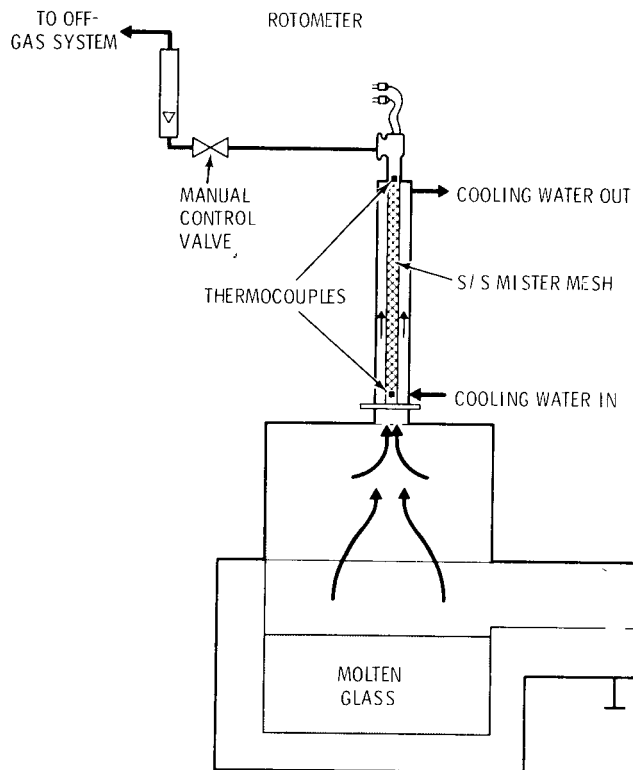 TO OFF-
GAS SYSTEM
ROTOMETER
MANUAL
CONTROL
VALVE
COOLING WATER OUT
THERMOCOUPLES
S/S MISTER MESH
COOLING WATER IN
MOLTEN
GLASS